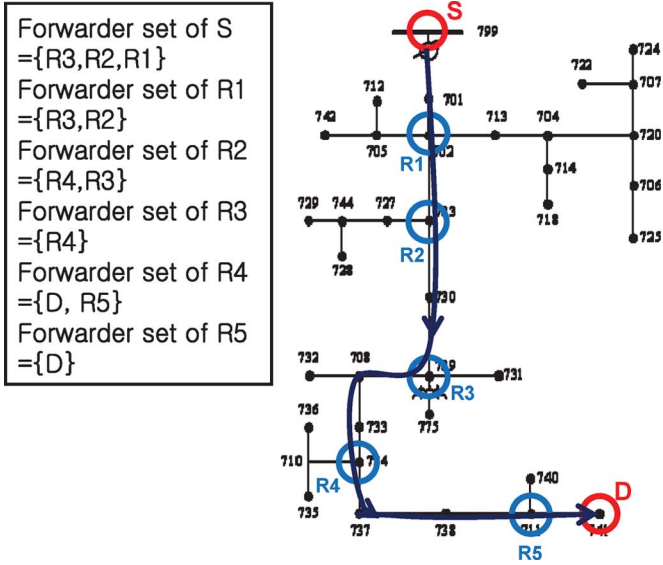 Forwarder set of S
={R3,R2,R1}
Forwarder set of R1
={R3,R2}
Forwarder set of R2
={R4,R3}
Forwarder set of R3
={R4}
Forwarder set of R4
={D, R5}
Forwarder set of R5
={D}
S
799
724
722
707
712
701
742
713
704
720
705
R1
702
714
706
718
725
729
744
727
R2
728
730
732
708
731
R3
775
736
733
710
R4
735
740
D
737
738
R5